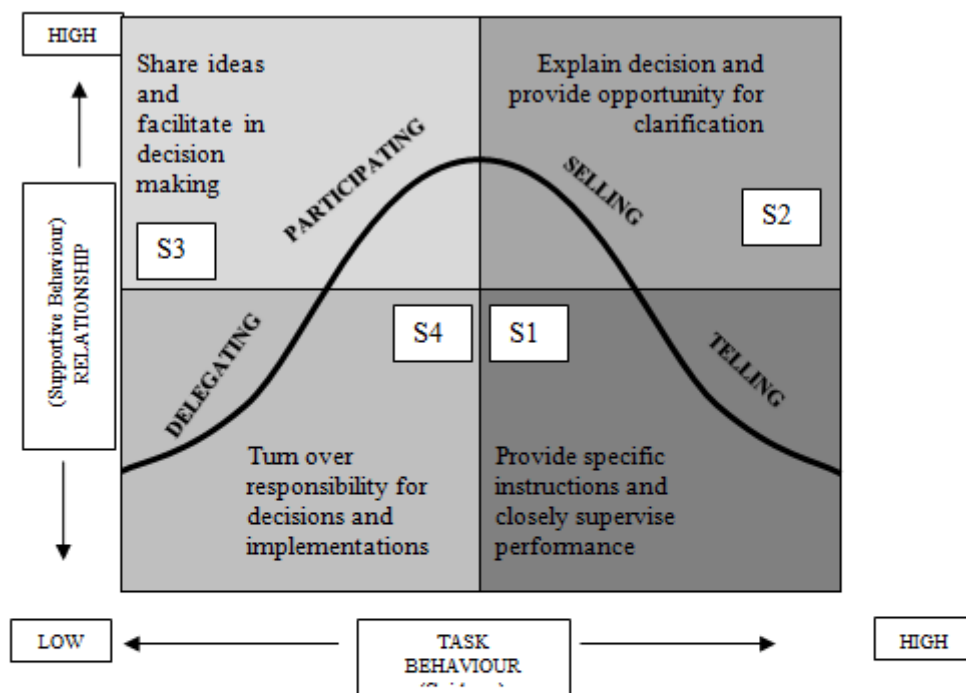 HIGH
Share ideas
and
facilitate in
decision
making
Explain decision and
provide opportunity for
clarification
PARTICIPATING
SELLING
S3
S2
(Supportive Behaviour)
RELATIONSHIP
DELEGATING
S4
S1
TELLING
Turn over
responsibility for
decisions and
implementations
Provide specific
instructions and
closely supervise
performance
LOW
TASK
BEHAVIOUR
HIGH